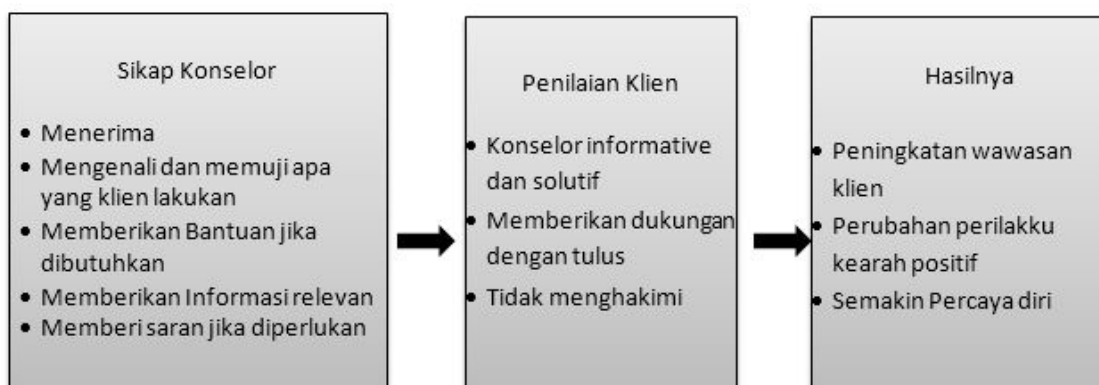 Sikap Konselor
• Menerima
• Mengenali dan memuji apa
yang klien lakukan
• Memberikan Bantuan jika
dibutuhkan
• Memberikan Informasi relevan
• Memberi saran jika diperlukan
Penilaian Klien
• Konselor informative
dan solutif
• Memberikan dukungan
dengan tulus
• Tidak menghakimi
Hasilnya
• Peningkatan wawasan
klien
• Perubahan perilakku
kearah positif
• Semakin Percaya diri